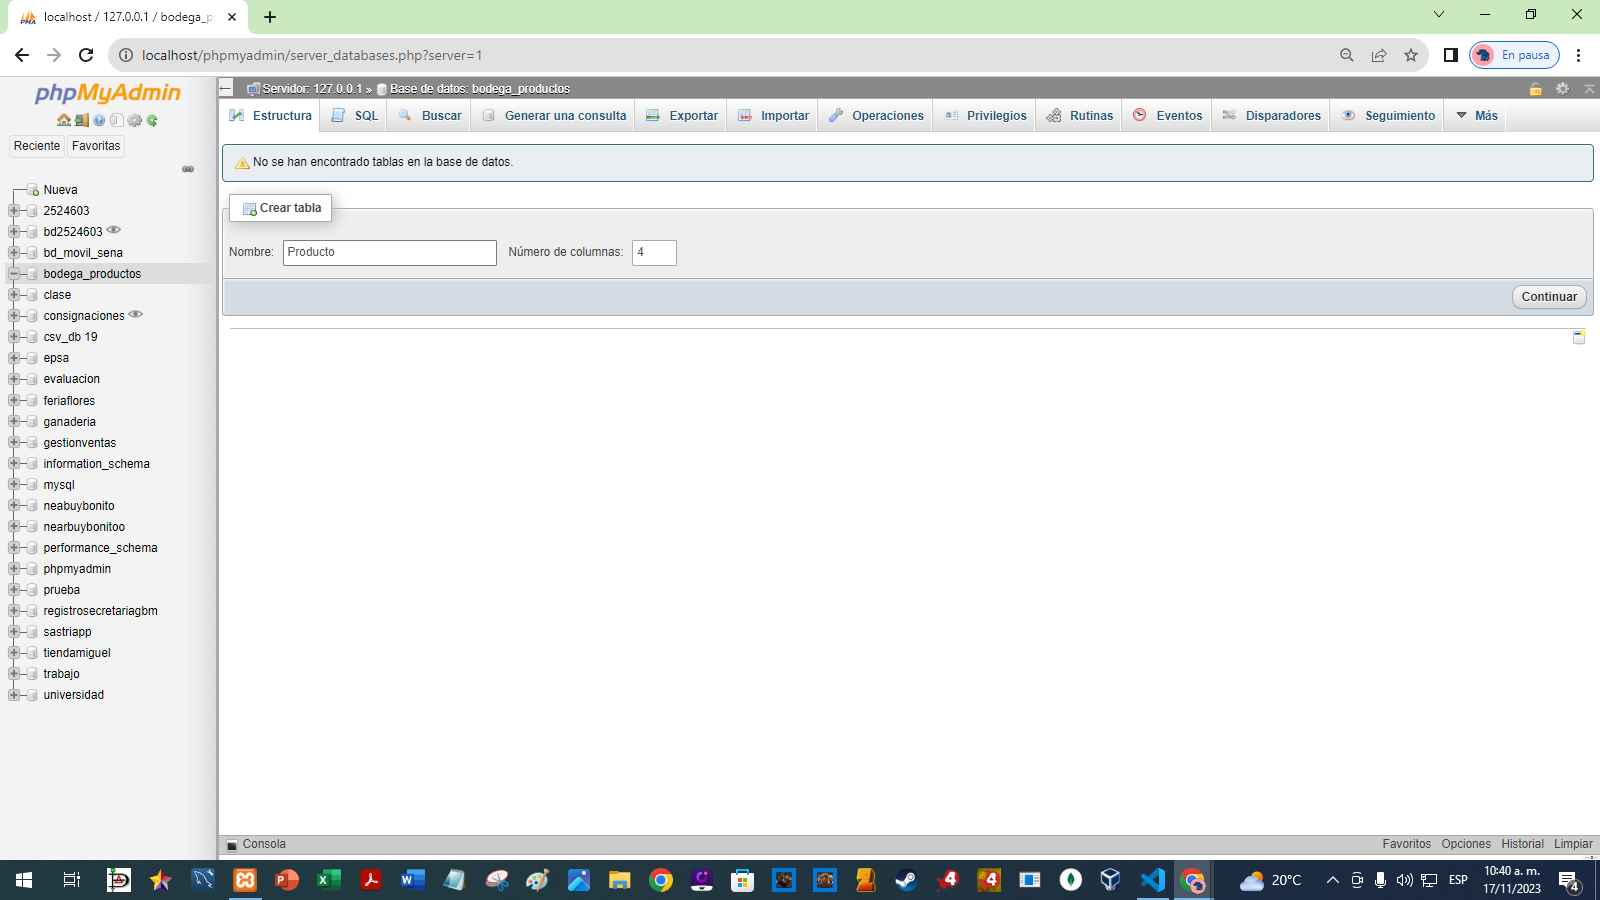 localhost / 127.0.0.1 / bodega_p
localhost/phpmyadmin/server_databases.php?server=1
En pausa
phpMyAdmin
Reciente
Favoritas
Nueva
2524603
bd2524603
bd_movil_sena
bodega_productos
clase
consignaciones
csv_db 19
epsa
evaluacion
feriaflores
ganaderia
gestionventas
information_schema
mysql
neabuybonito
nearbuybonitoo
performance_schema
phpmyadmin
prueba
registrosecretariagbm
sastriapp
tiendamiguel
trabajo
universidad
Servidor: 127.0.0.1 » Base de datos: bodega_productos
Estructura
SQL
Buscar
Generar una consulta
Exportar
Importar
Operaciones
Privilegios
Rutinas
Eventos
Disparadores
Seguimiento
Más
No se han encontrado tablas en la base de datos.
Crear tabla
Nombre: Producto Número de columnas: 4
Continuar
Consola
Favoritos Opciones Historial Limpiar
20°C
ESP
10:40 a. m.
17/11/2023
4